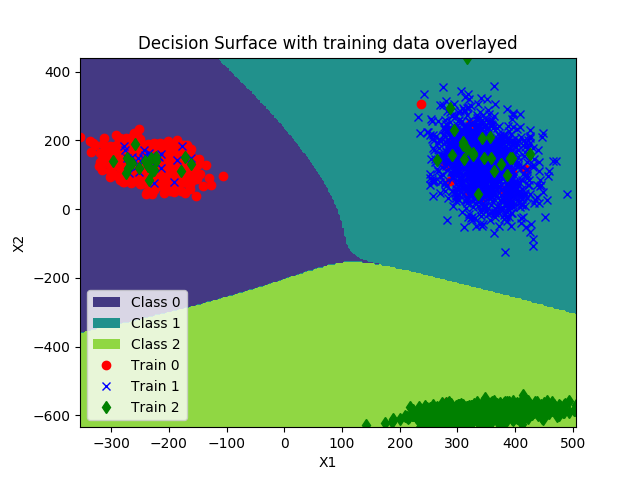 Decision Surface with training data overlayed
400
200
0
−200
−400
−600
X2
Class 0
Class 1
Class 2
Train 0
Train 1
Train 2
−300 −200 −100 0 100 200 300 400 500
X1